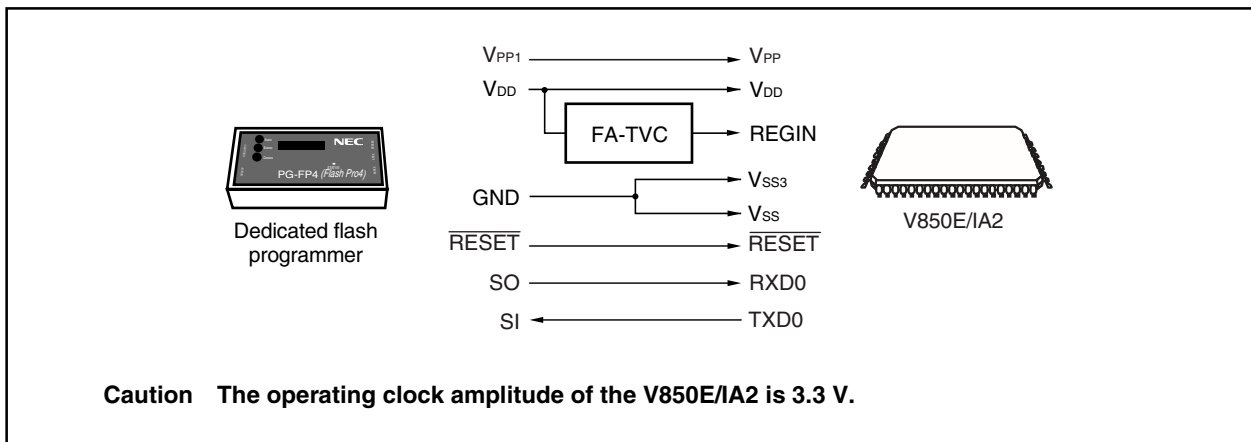 VPP1 VPP
VDD VDD
FA-TVC REGIN
NEC
PG-FP4 (Flash Pro4)
GND VSS3
VSS
Dedicated flash
programmer
V850E/IA2
RESET RESET
SO RXD0
SI TXD0
Caution The operating clock amplitude of the V850E/IA2 is 3.3 V.